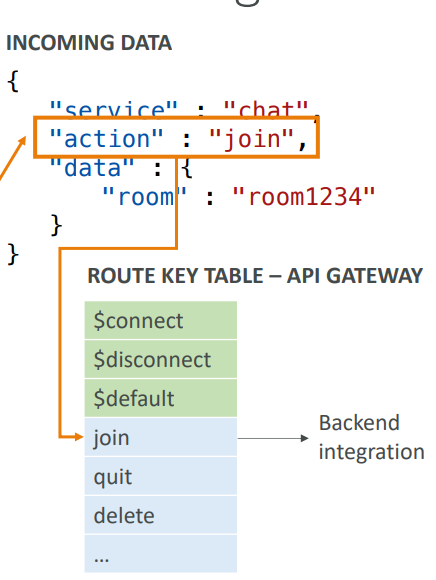 INCOMING DATA
{
"service" : "chat",
"action" : "join",
"data" : {
"room" : "room1234"
}
}
ROUTE KEY TABLE – API GATEWAY
$connect
$disconnect
$default
join
Backend
integration
quit
delete
...